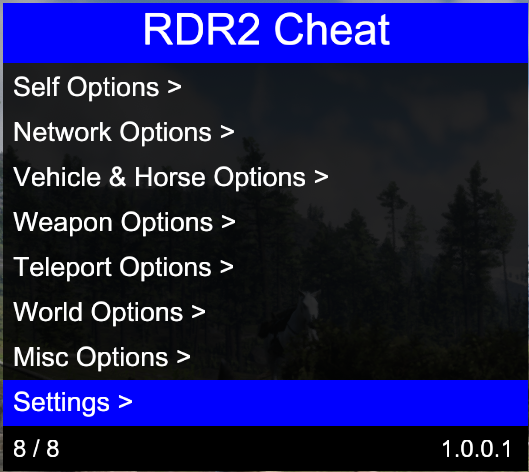 RDR2 Cheat
Self Options >
Network Options >
Vehicle & Horse Options >
Weapon Options >
Teleport Options >
World Options >
Misc Options >
Settings >
8 / 8 1.0.0.1